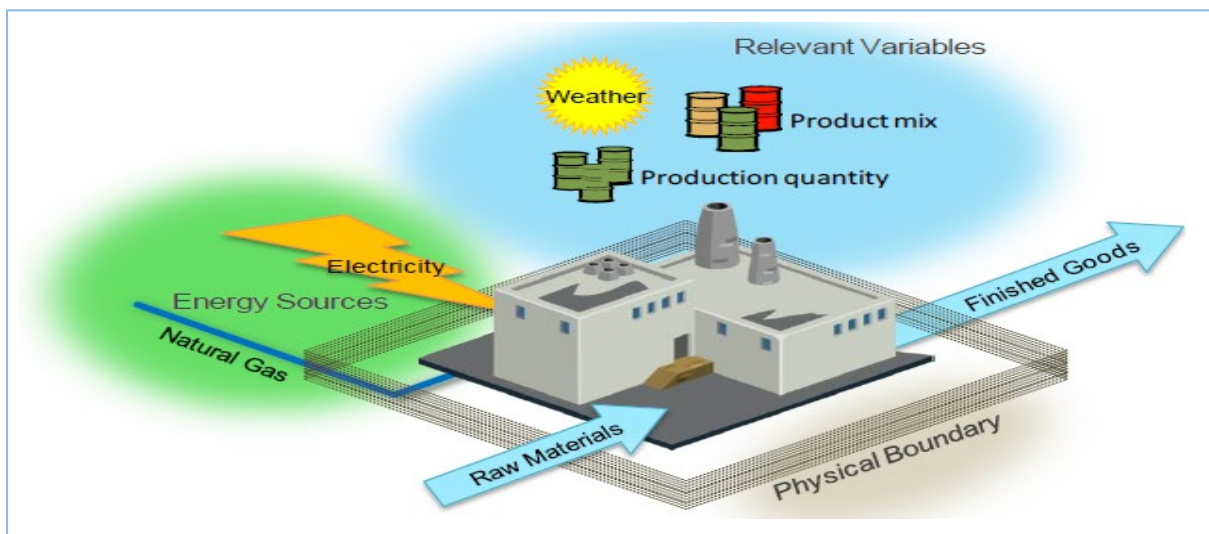 Relevant Variables
Weather
Product mix
Production quantity
Electricity
Energy Sources
Natural Gas
Finished Goods
Raw Materials
Physical Boundary